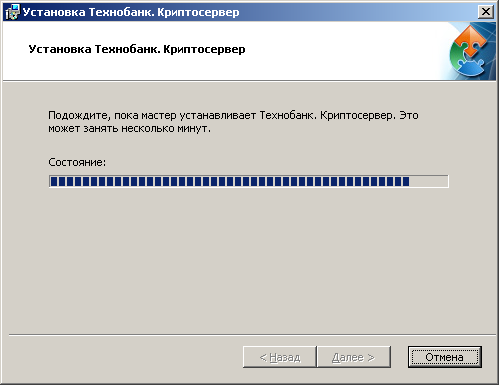 Установка Технобанк. Криптосервер
Установка Технобанк. Криптосервер
Подождите, пока мастер устанавливает Технобанк. Криптосервер. Это
может занять несколько минут.
Состояние:
< Назад
Далее >
Отмена